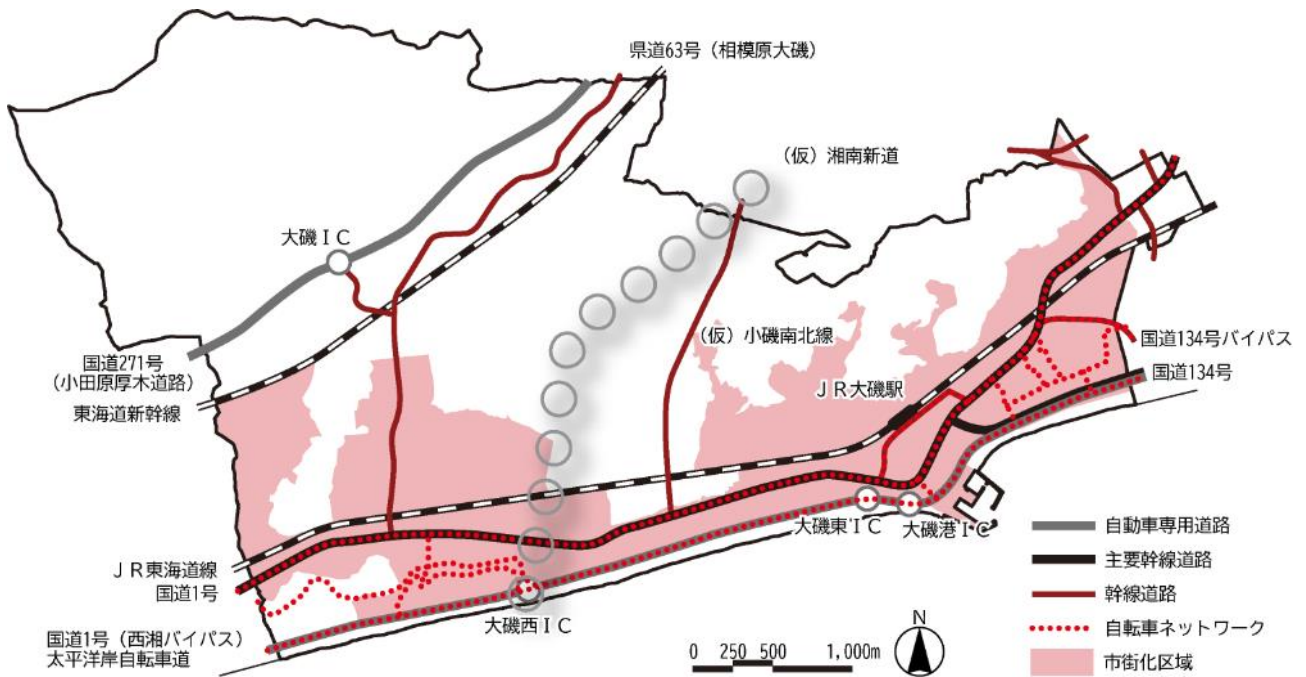 県道63号（相模原大磯）
（仮）湘南新道
大磯ＩＣ
国道271号
（小田原厚木道路）
東海道新幹線
（仮）小磯南北線
国道134号バイパス
国道134号
ＪＲ大磯駅
大磯東ＩＣ
大磯港ＩＣ
ＪＲ東海道線
国道1号
大磯西ＩＣ
国道1号（西湘バイパス）
太平洋岸自転車道
自動車専用道路
主要幹線道路
幹線道路
自転車ネットワーク
市街化区域
N
0 250 500 1,000m